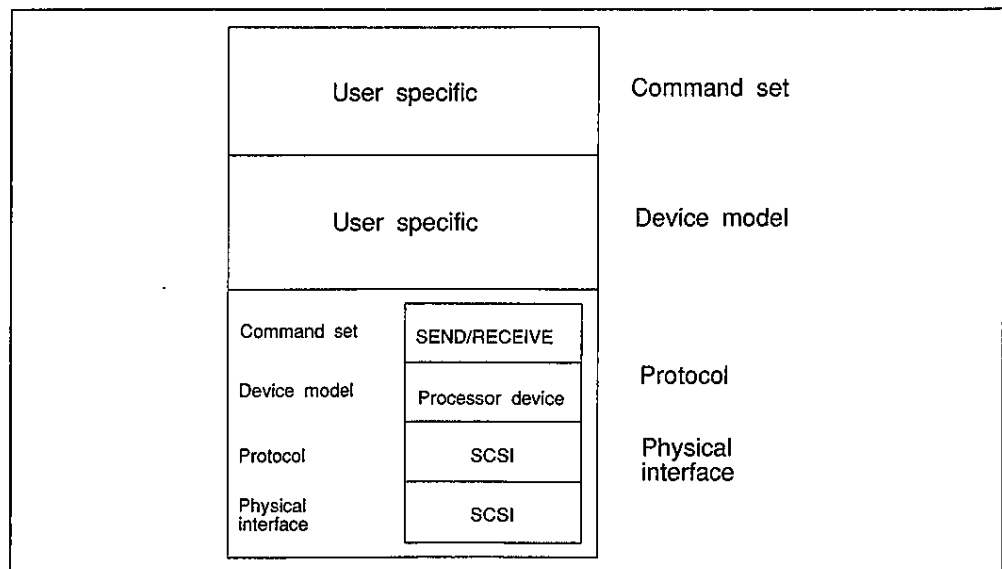 User specific
Command set
User specific
Device model
Command set
SEND/RECEIVE
Device model
Processor device
Protocol
Protocol
SCSI
Physical
interface
Physical
interface
SCSI